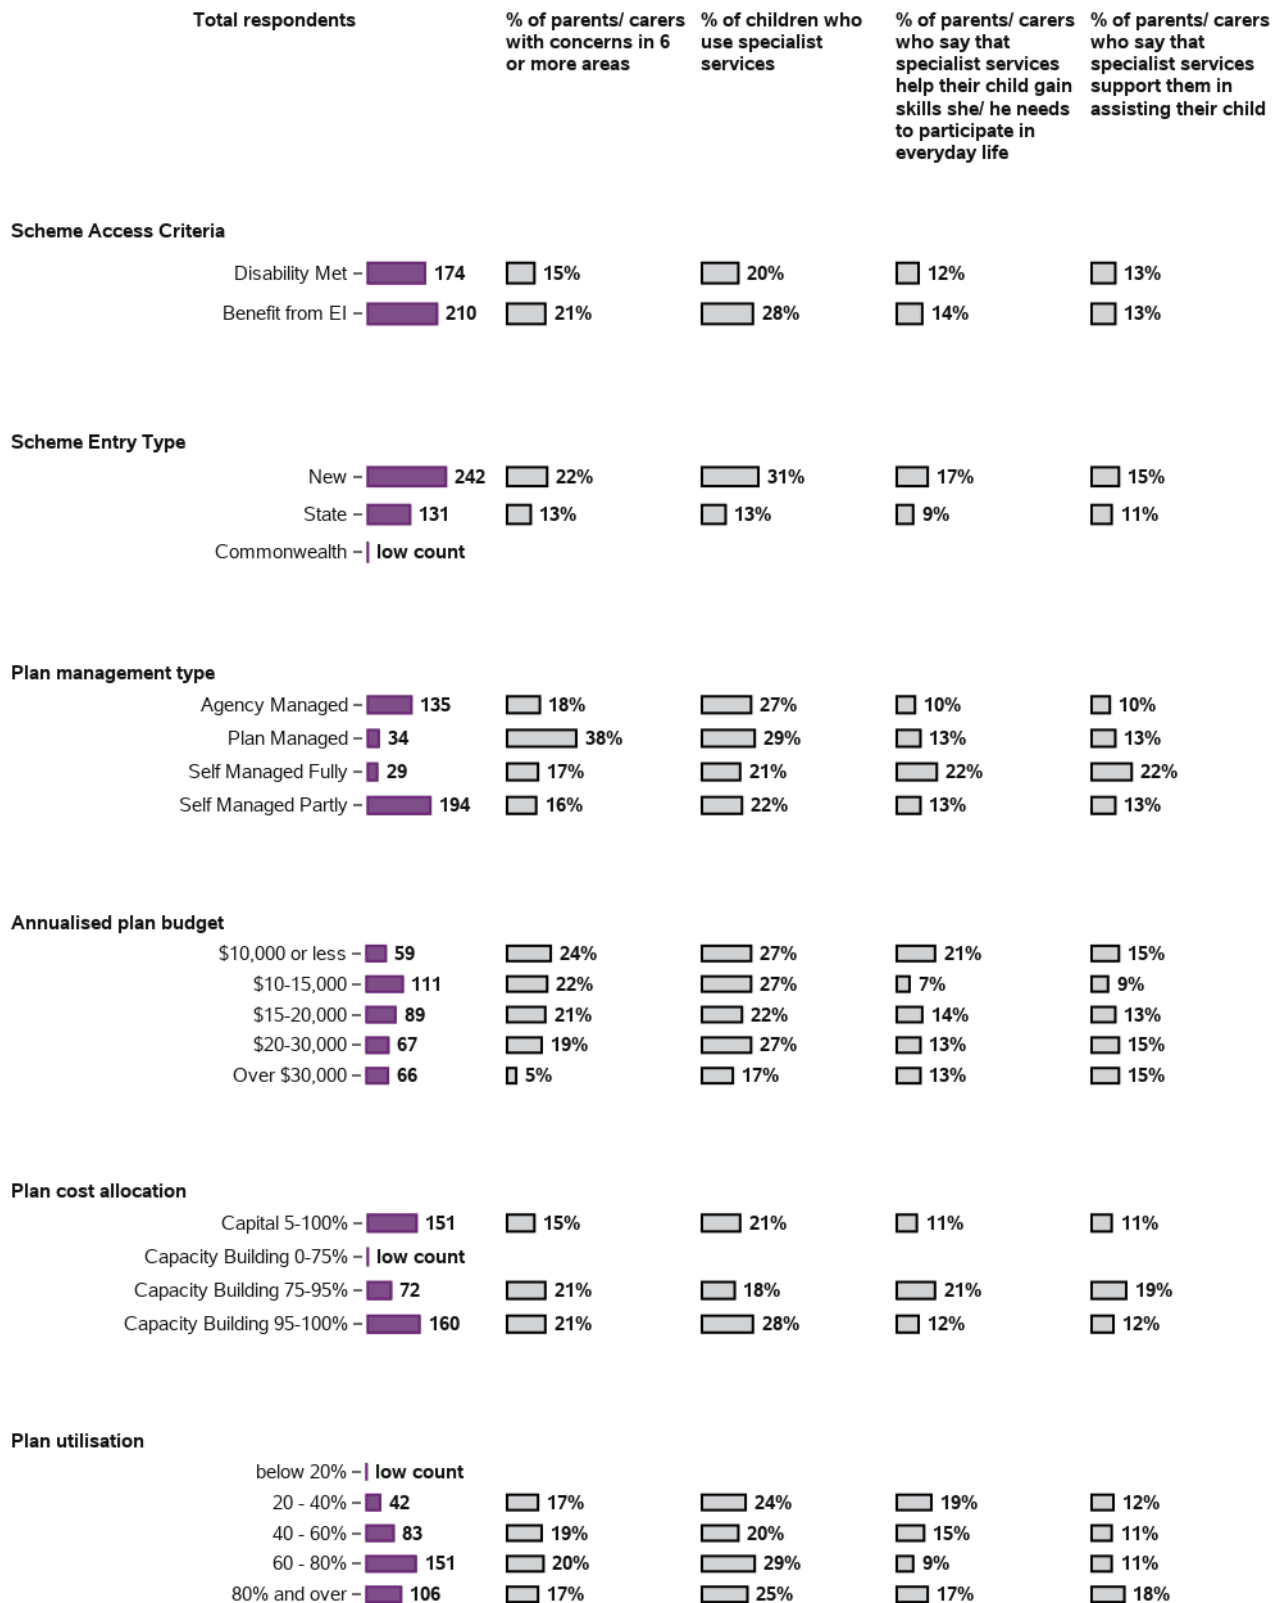 Total respondents
% of parents/ carers with concerns in 6 or more areas
% of children who use specialist services
% of parents/ carers who say that specialist services help their child gain skills she/ he needs to participate in everyday life
% of parents/ carers who say that specialist services support them in assisting their child
Scheme Access Criteria
Disability Met 174 15% 20% 12% 13%
Benefit from EI 210 21% 28% 14% 13%
Scheme Entry Type
New 242 22% 31% 17% 15%
State 131 13% 13% 9% 11%
Commonwealth low count
Plan management type
Agency Managed 135 18% 27% 10% 10%
Plan Managed 34 38% 29% 13% 13%
Self Managed Fully 29 17% 21% 22% 22%
Self Managed Partly 194 16% 22% 13% 13%
Annualised plan budget
$10,000 or less 59 24% 27% 21% 15%
$10-15,000 111 22% 27% 7% 9%
$15-20,000 89 21% 22% 14% 13%
$20-30,000 67 19% 27% 13% 15%
Over $30,000 66 5% 17% 13% 15%
Plan cost allocation
Capital 5-100% 151 15% 21% 11% 11%
Capacity Building 0-75% low count
Capacity Building 75-95% 72 21% 18% 21% 19%
Capacity Building 95-100% 160 21% 28% 12% 12%
Plan utilisation
below 20% low count
20 - 40% 42 17% 24% 19% 12%
40 - 60% 83 19% 20% 15% 11%
60 - 80% 151 20% 29% 9% 11%
80% and over 106 17% 25% 17% 18%